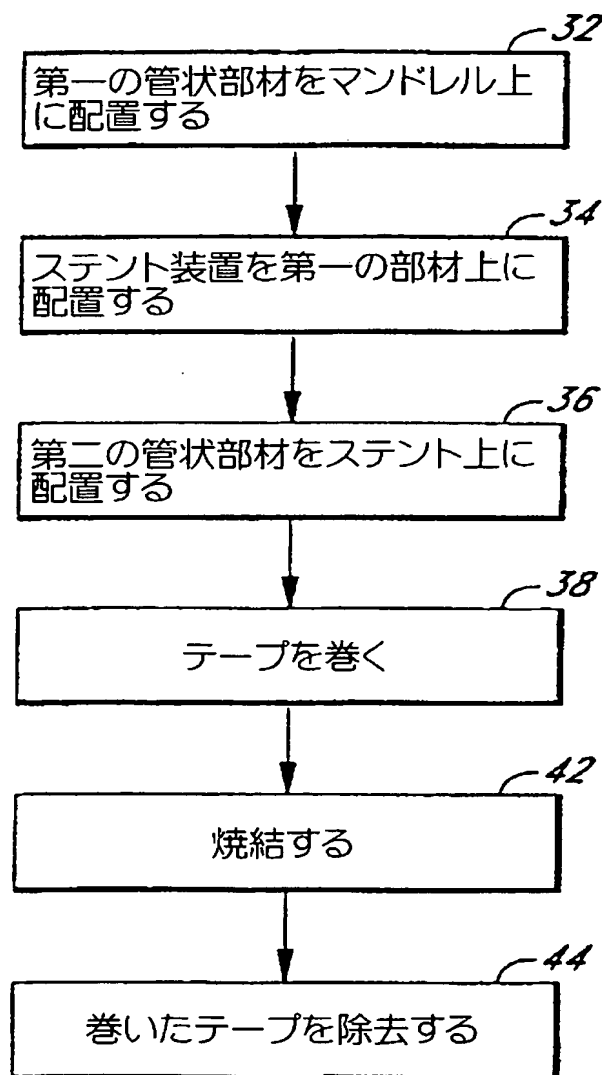 32
第一の管状部材をマンドレル上
に配置する
34
ステント装置を第一の部材上に
配置する
36
第二の管状部材をステント上に
配置する
38
テープを巻く
42
焼結する
44
巻いたテープを除去する